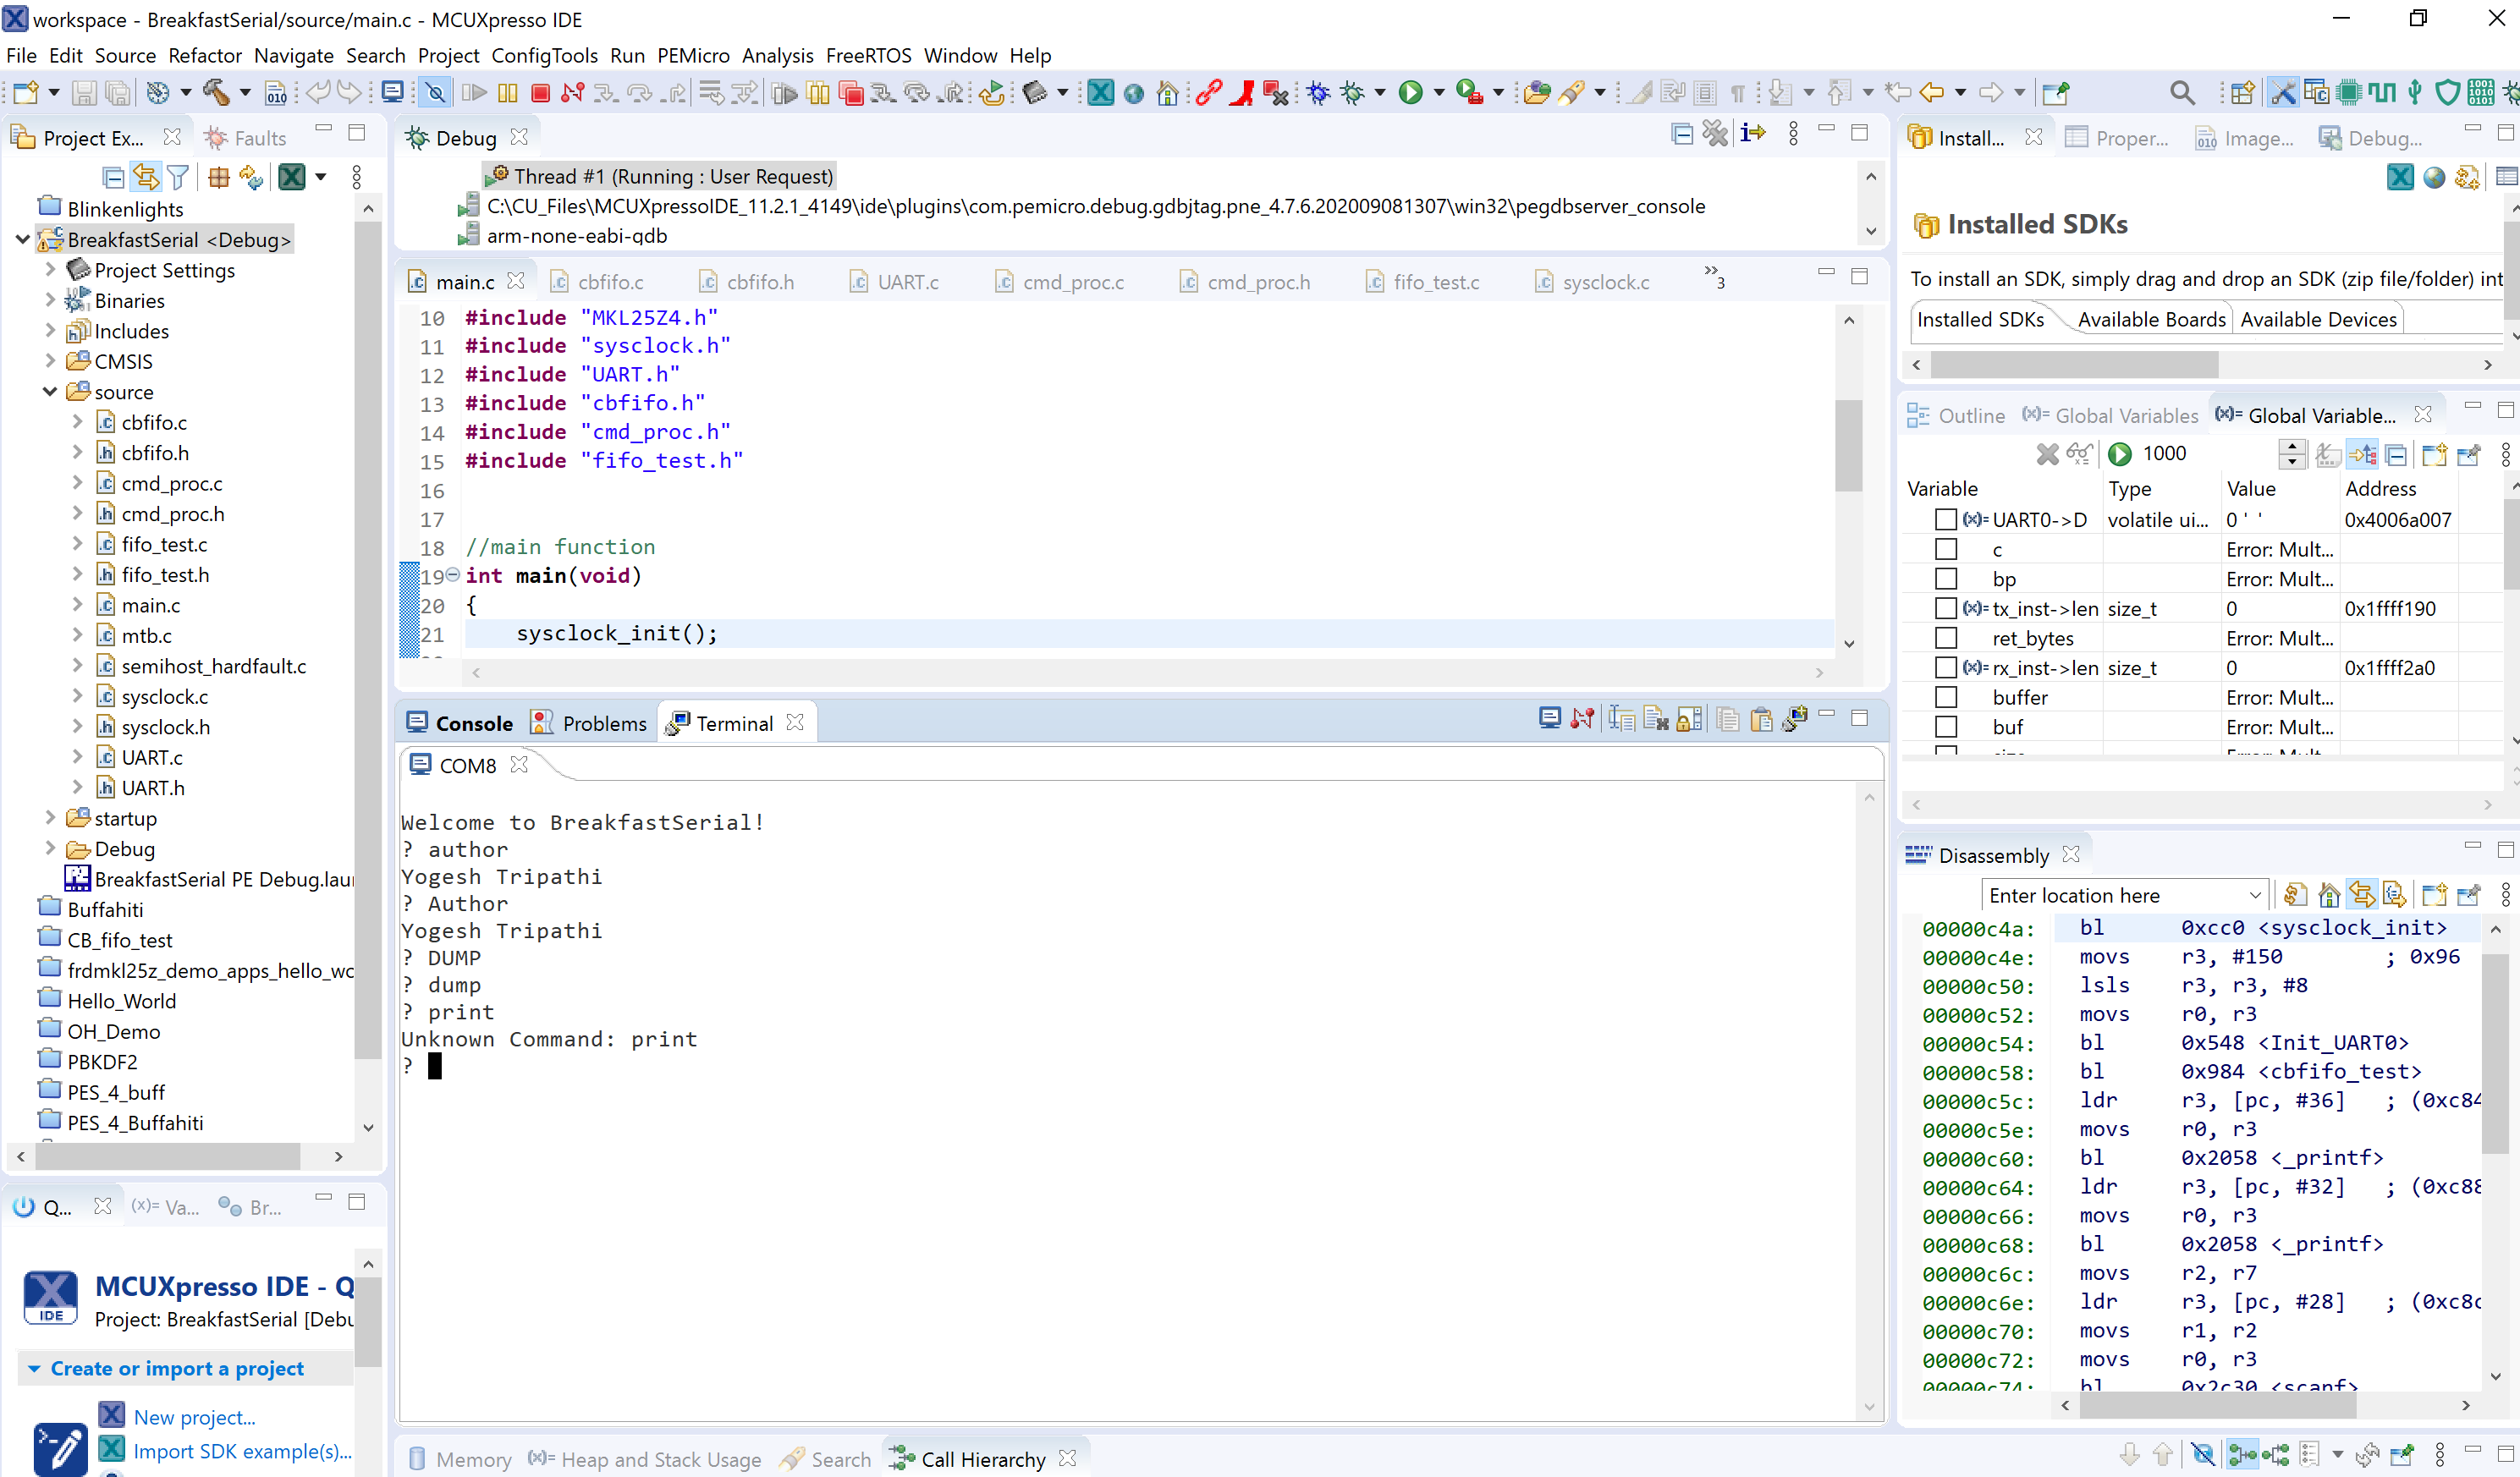 workspace - BreakfastSerial/source/main.c - MCUXpresso IDE
File Edit Source Refactor Navigate Search Project ConfigTools Run PEMicro Analysis FreeRTOS Window Help
Project Ex...
Faults
Blinkenlights
BreakfastSerial <Debug>
Project Settings
Binaries
Includes
CMSIS
source
cbfifo.c
cbfifo.h
cmd_proc.c
cmd_proc.h
fifo_test.c
fifo_test.h
main.c
mtb.c
semihost_hardfault.c
sysclock.c
sysclock.h
UART.c
UART.h
startup
Debug
BreakfastSerial PE Debug.lau
Buffahiti
CB_fifo_test
frdmkl25z_demo_apps_hello_wo
Hello_World
OH_Demo
PBKDF2
PES_4_buff
PES_4_Buffahiti
Q...
(x)= Va...
Br...
IDE
MCUXpresso IDE - Q
Project: BreakfastSerial [Debu
Create or import a project
New project...
Import SDK example(s)...
Debug
Thread #1 (Running : User Request)
C:\CU_Files\MCUXpressoIDE_11.2.1_4149\ide\plugins\com.pemicro.debug.gdbjtag.pne_4.7.6.202009081307\win32\pegdbserver_console
arm-none-eabi-gdb
main.c cbfifo.c cbfifo.h UART.c cmd_proc.c cmd_proc.h fifo_test.c sysclock.c »3
10 #include "MKL25Z4.h"
11 #include "sysclock.h"
12 #include "UART.h"
13 #include "cbfifo.h"
14 #include "cmd_proc.h"
15 #include "fifo_test.h"
16
17
18 //main function
19 int main(void)
20 {
21 sysclock_init();
Console Problems Terminal
COM8
Welcome to BreakfastSerial!
? author
Yogesh Tripathi
? Author
Yogesh Tripathi
? DUMP
? dump
? print
Unknown Command: print
?
Memory (x)= Heap and Stack Usage Search Call Hierarchy
Install... Proper... Image... Debug...
Installed SDKs
To install an SDK, simply drag and drop an SDK (zip file/folder) int
Installed SDKs Available Boards Available Devices
Outline (x)= Global Variables (x)= Global Variable...
1000
Variable Type Value Address
(x)= UART0->D volatile ui... 0 ' ' 0x4006a007
c Error: Mult...
bp Error: Mult...
(x)= tx_inst->len size_t 0 0x1ffff190
ret_bytes Error: Mult...
(x)= rx_inst->len size_t 0 0x1ffff2a0
buffer Error: Mult...
buf Error: Mult...
Disassembly
Enter location here
00000c4a: bl 0xcc0 <sysclock_init>
00000c4e: movs r3, #150 ; 0x96
00000c50: lsls r3, r3, #8
00000c52: movs r0, r3
00000c54: bl 0x548 <Init_UART0>
00000c58: bl 0x984 <cbfifo_test>
00000c5c: ldr r3, [pc, #36] ; (0xc84
00000c5e: movs r0, r3
00000c60: bl 0x2058 <_printf>
00000c64: ldr r3, [pc, #32] ; (0xc88
00000c66: movs r0, r3
00000c68: bl 0x2058 <_printf>
00000c6c: movs r2, r7
00000c6e: ldr r3, [pc, #28] ; (0xc8c
00000c70: movs r1, r2
00000c72: movs r0, r3
00000c74: bl 0x2c30 <scanf>